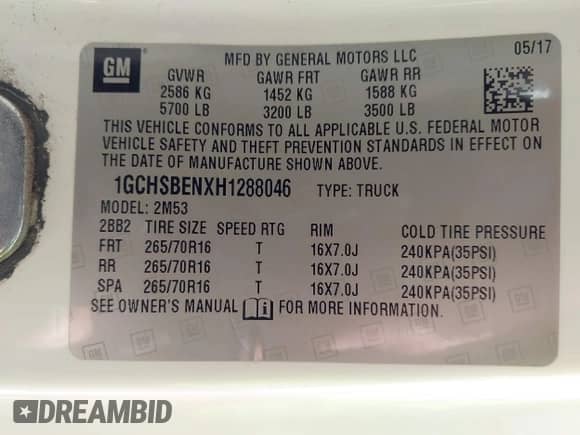 GM
MFD BY GENERAL MOTORS LLC 05/17
GVWR GAWR FRT GAWR RR
2586 KG 1452 KG 1588 KG
5700 LB 3200 LB 3500 LB
THIS VEHICLE CONFORMS TO ALL APPLICABLE U.S. FEDERAL MOTOR
VEHICLE SAFETY AND THEFT PREVENTION STANDARDS IN EFFECT ON
THE DATE OF MANUFACTURE SHOWN ABOVE.
1GCHSBENXH1288046 TYPE: TRUCK
MODEL: 2M53
2BB2 TIRE SIZE SPEED RTG RIM COLD TIRE PRESSURE
FRT 265/70R16 T 16X7.0J 240KPA(35PSI)
RR 265/70R16 T 16X7.0J 240KPA(35PSI)
SPA 265/70R16 T 16X7.0J 240KPA(35PSI)
SEE OWNER'S MANUAL FOR MORE INFORMATION.
DREAMBID